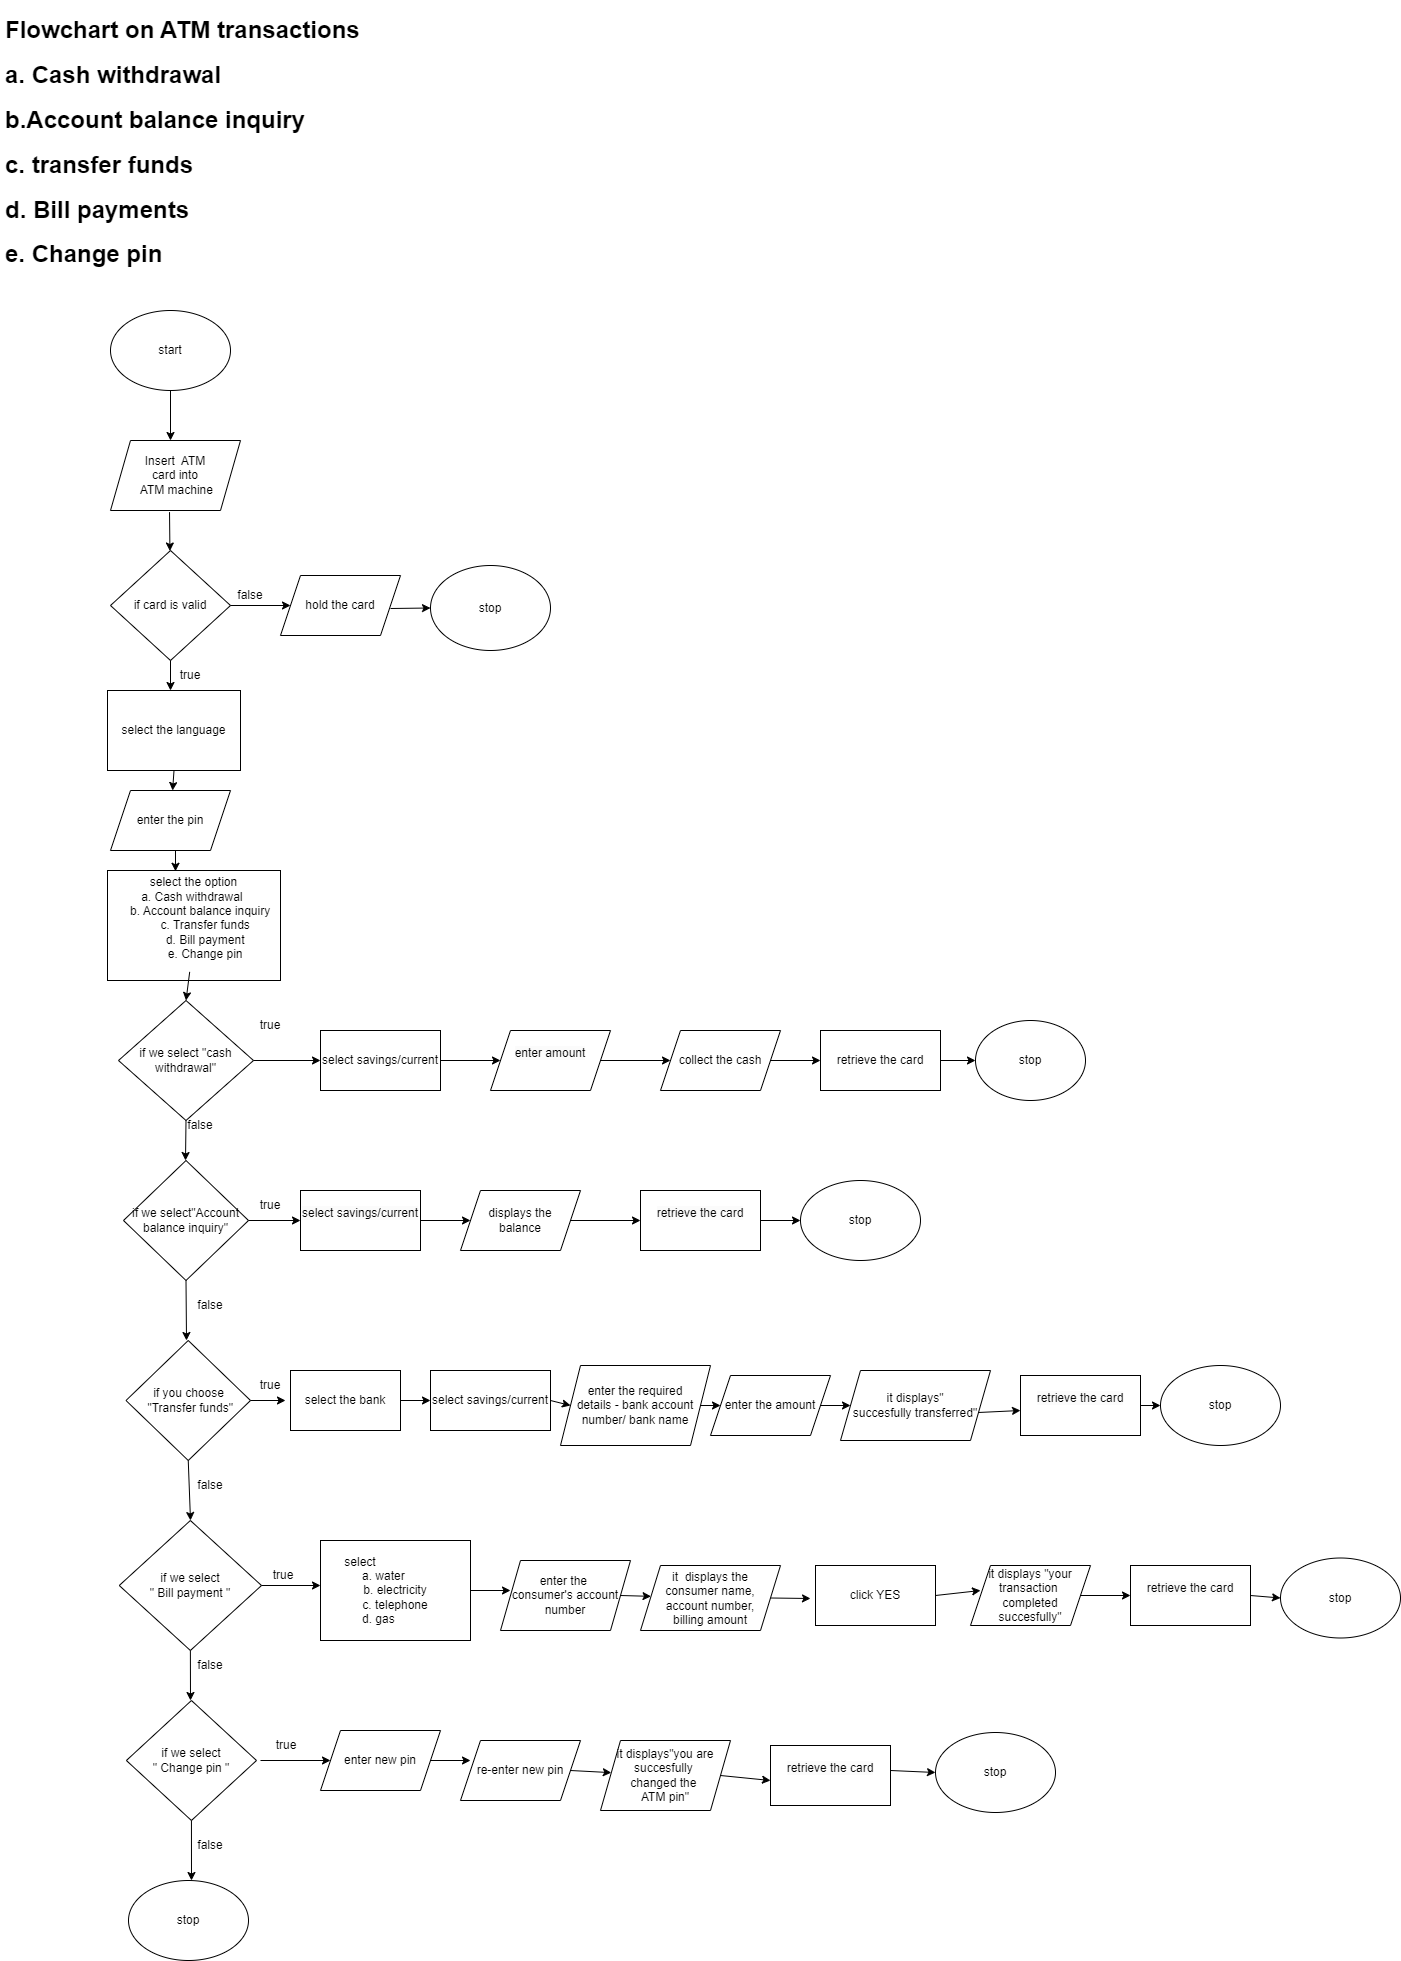 Flowchart on ATM transactions
a. Cash withdrawal
b.Account balance inquiry
c. transfer funds
d. Bill payments
e. Change pin
start
Insert ATM
card into
ATM machine
if card is valid
false
hold the card
stop
true
select the language
enter the pin
select the option
a. Cash withdrawal
b. Account balance inquiry
c. Transfer funds
d. Bill payment
e. Change pin
if we select "cash
withdrawal"
true
select savings/current
enter amount
collect the cash
retrieve the card
stop
false
if we select"Account
balance inquiry"
true
select savings/current
displays the
balance
retrieve the card
stop
false
if you choose
"Transfer funds"
true
select the bank
select savings/current
enter the required
details - bank account
number/ bank name
enter the amount
it displays"
succesfully transferred"
retrieve the card
stop
false
if we select
" Bill payment "
true
select
a. water
b. electricity
c. telephone
d. gas
enter the
consumer's account
number
it displays the
consumer name,
account number,
billing amount
click YES
it displays "your
transaction
completed
succesfully"
retrieve the card
stop
false
if we select
" Change pin "
true
enter new pin
re-enter new pin
it displays"you are
succesfully
changed the
ATM pin"
retrieve the card
stop
false
stop